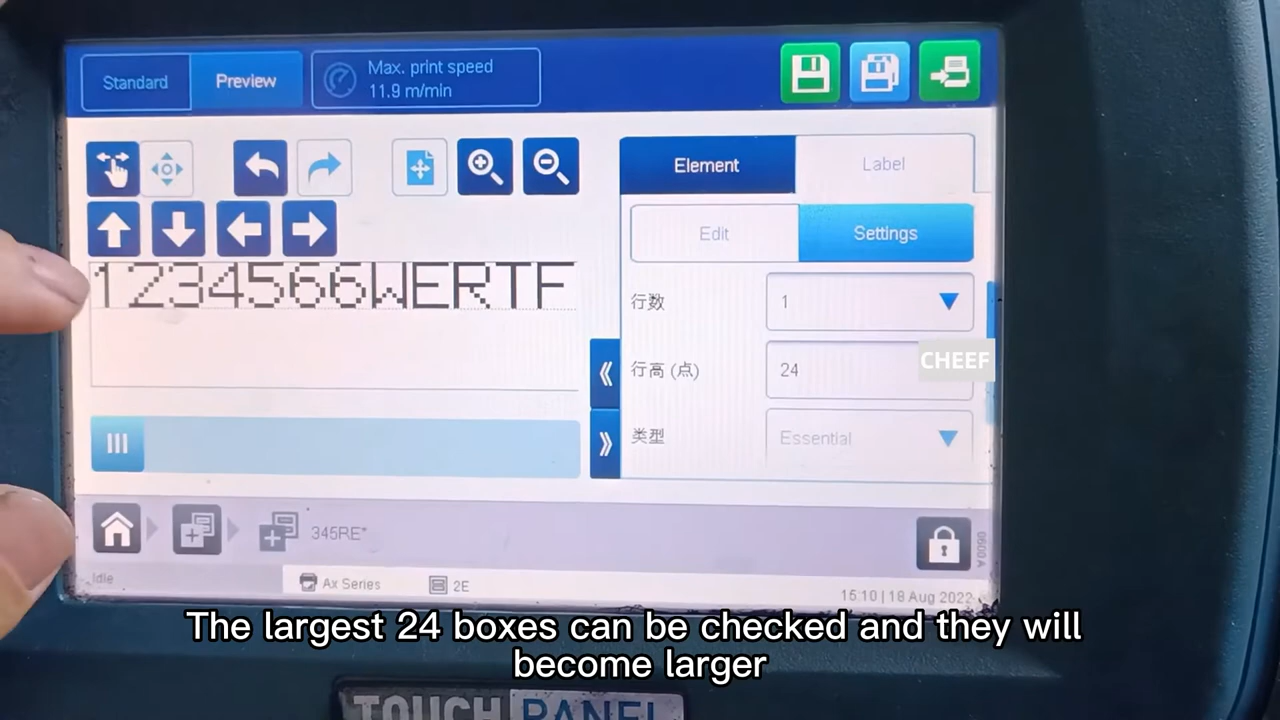 Standard
Preview
Max. print speed
11.9 m/min
Element
Label
Edit
Settings
1234566WERTF
行数
1
行高 (点)
24
CHEEF
类型
Essential
345RE*
0600 A
Idle
Ax Series
2E
15:10 | 18 Aug 2022
The largest 24 boxes can be checked and they will
become larger
TOUCH PANEL